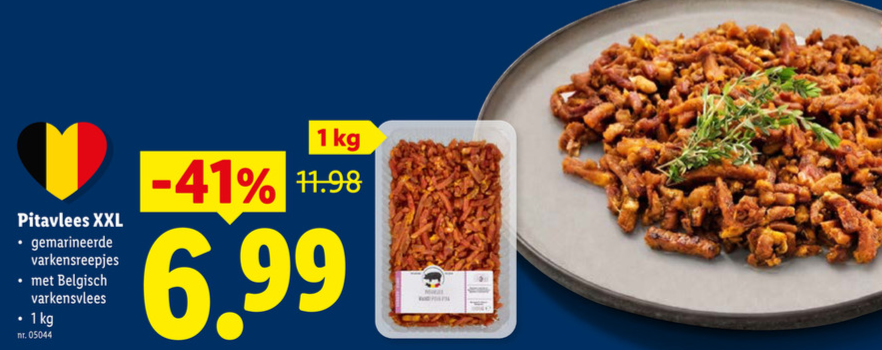 1 kg
-41%
11.98
6.99
Pitavlees XXL
• gemarineerde
varkensreepjes
• met Belgisch
varkensvlees
• 1 kg
nr. 05044